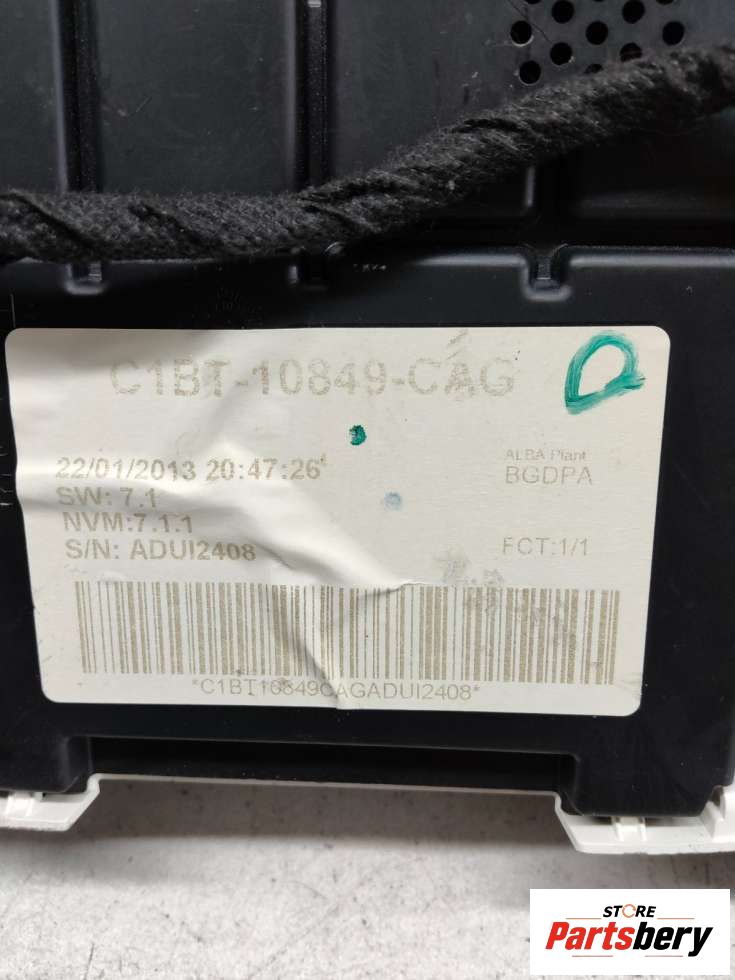 C1BT-10849-CAG
22/01/2013 20:47:26
ALBA Plant
BGDPA
SW: 7.1
NVM:7.1.1
S/N: ADUI2408
FCT:1/1
*C1BT10849CAGADUI2408*
STORE
Partsbery